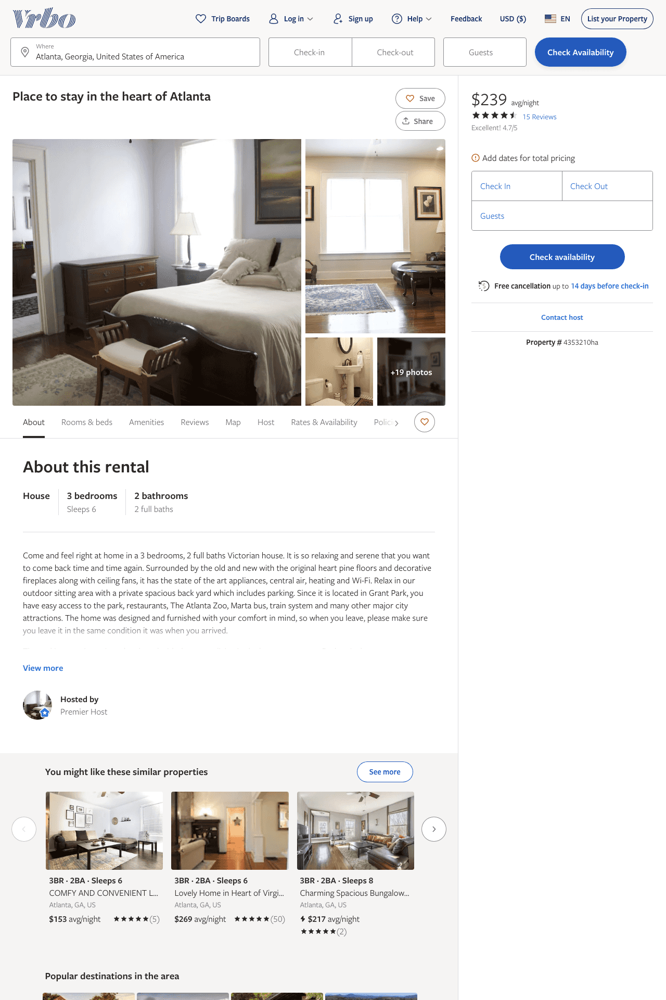 Vrbo
Trip Boards
Log in
Sign up
Help
Feedback
USD ($)
EN
List your Property
Where
Atlanta, Georgia, United States of America
Check-in
Check-out
Guests
Check Availability
Place to stay in the heart of Atlanta
Save
Share
+19 photos
$239 avg/night
15 Reviews
Excellent! 4.7/5
Add dates for total pricing
Check In
Check Out
Guests
Check availability
Free cancellation up to 14 days before check-in
Contact host
Property # 4353210ha
About
Rooms & beds
Amenities
Reviews
Map
Host
Rates & Availability
About this rental
House
3 bedrooms
Sleeps 6
2 bathrooms
2 full baths
Come and feel right at home in a 3 bedrooms, 2 full baths Victorian house. It is so relaxing and serene that you want
to come back time and time again. Surrounded by the old and new with the original heart pine floors and decorative
fireplaces along with ceiling fans, it has the state of the art appliances, central air, heating and Wi-Fi. Relax in our
outdoor sitting area with a private spacious back yard which includes parking. Since it is located in Grant Park, you
have easy access to the park, restaurants, The Atlanta Zoo, Marta bus, train system and many other major city
attractions. The home was designed and furnished with your comfort in mind, so when you leave, please make sure
you leave it in the same condition it was when you arrived.
View more
Hosted by
Premier Host
You might like these similar properties
See more
3BR · 2BA · Sleeps 6
COMFY AND CONVENIENT L...
Atlanta, GA, US
$153 avg/night
(5)
3BR · 2BA · Sleeps 6
Lovely Home in Heart of Virgi...
Atlanta, GA, US
$269 avg/night
(50)
3BR · 2BA · Sleeps 8
Charming Spacious Bungalow...
Atlanta, GA, US
$217 avg/night
(2)
Popular destinations in the area